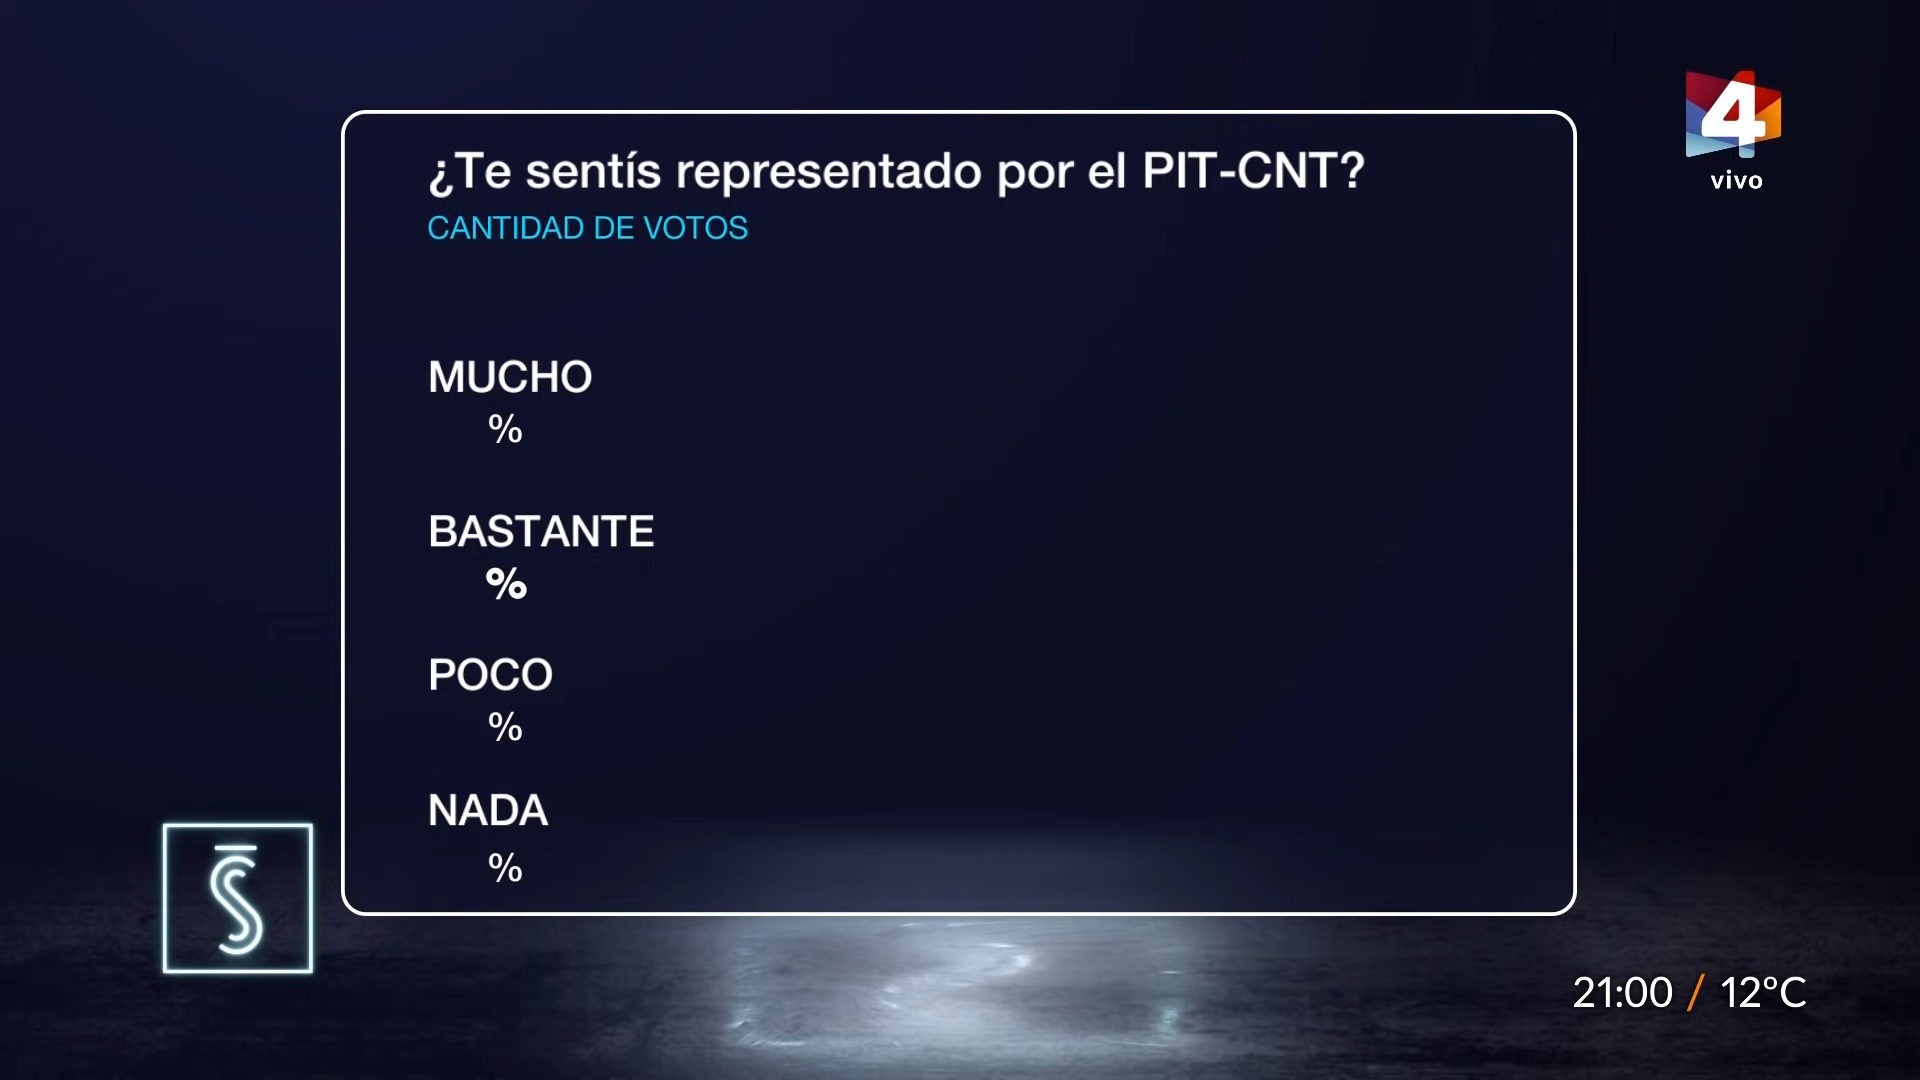 ¿Te sentís representado por el PIT-CNT?
CANTIDAD DE VOTOS
MUCHO
%
BASTANTE
%
POCO
%
NADA
%
4
vivo
S
21:00 / 12°C